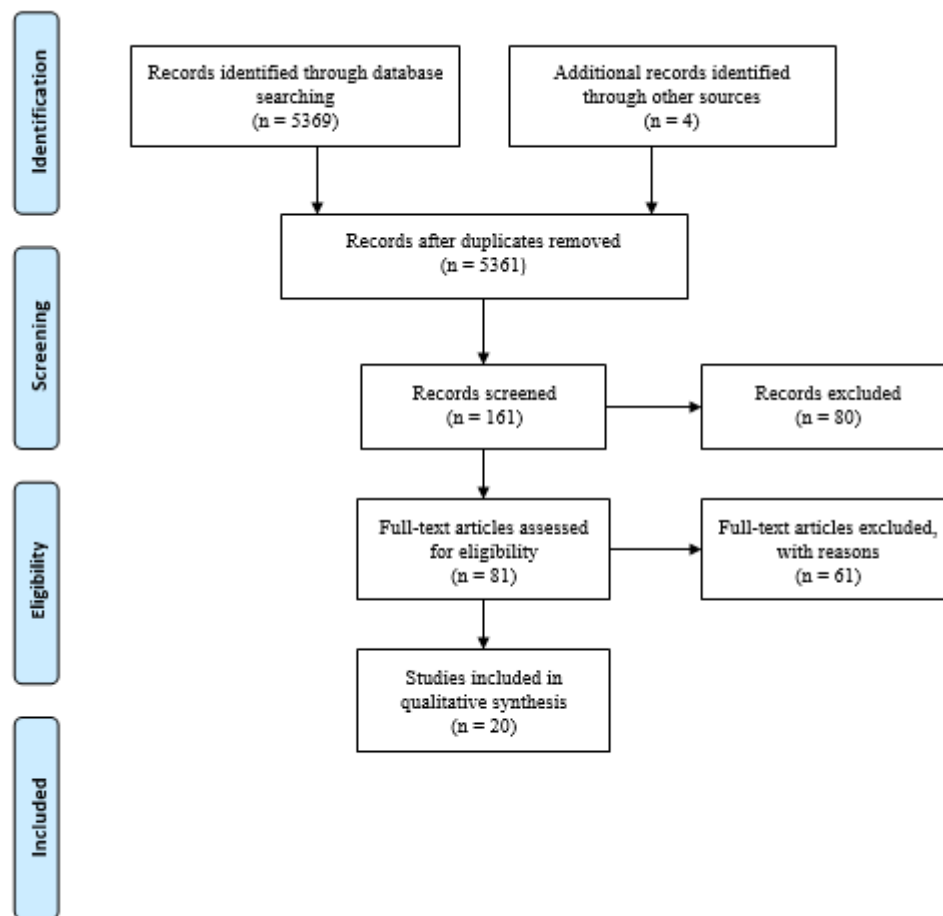 Identification
Records identified through database
searching
(n = 5369)
Additional records identified
through other sources
(n = 4)
Records after duplicates removed
(n = 5361)
Screening
Records screened
(n = 161)
Records excluded
(n = 80)
Eligibility
Full-text articles assessed
for eligibility
(n = 81)
Full-text articles excluded,
with reasons
(n = 61)
Studies included in
qualitative synthesis
(n = 20)
Included